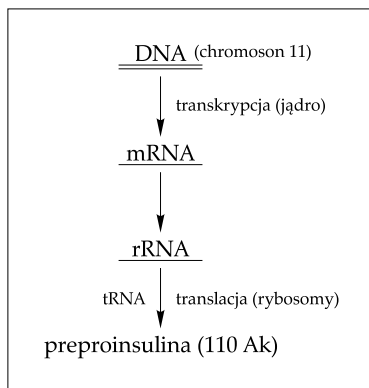 DNA (chromoson 11)
transkrypcja (jądro)
mRNA
rRNA
tRNA translacja (rybosomy)
preproinsulina (110 Ak)